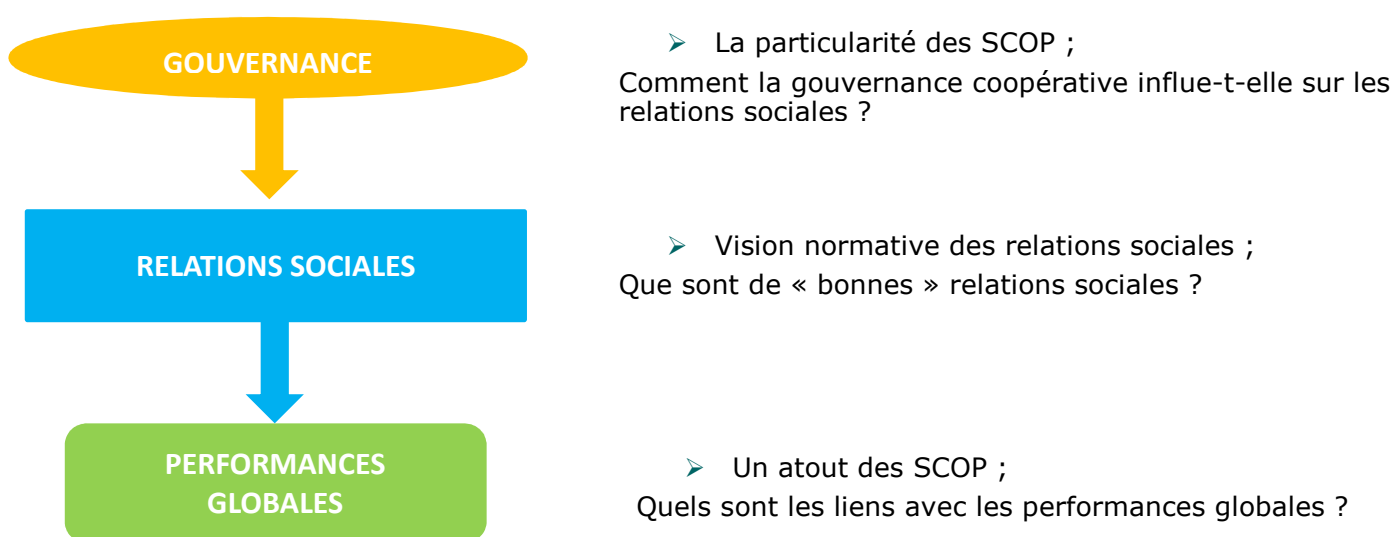 GOUVERNANCE
➢ La particularité des SCOP ;
Comment la gouvernance coopérative influe-t-elle sur les
relations sociales ?
RELATIONS SOCIALES
➢ Vision normative des relations sociales ;
Que sont de « bonnes » relations sociales ?
PERFORMANCES
GLOBALES
➢ Un atout des SCOP ;
Quels sont les liens avec les performances globales ?